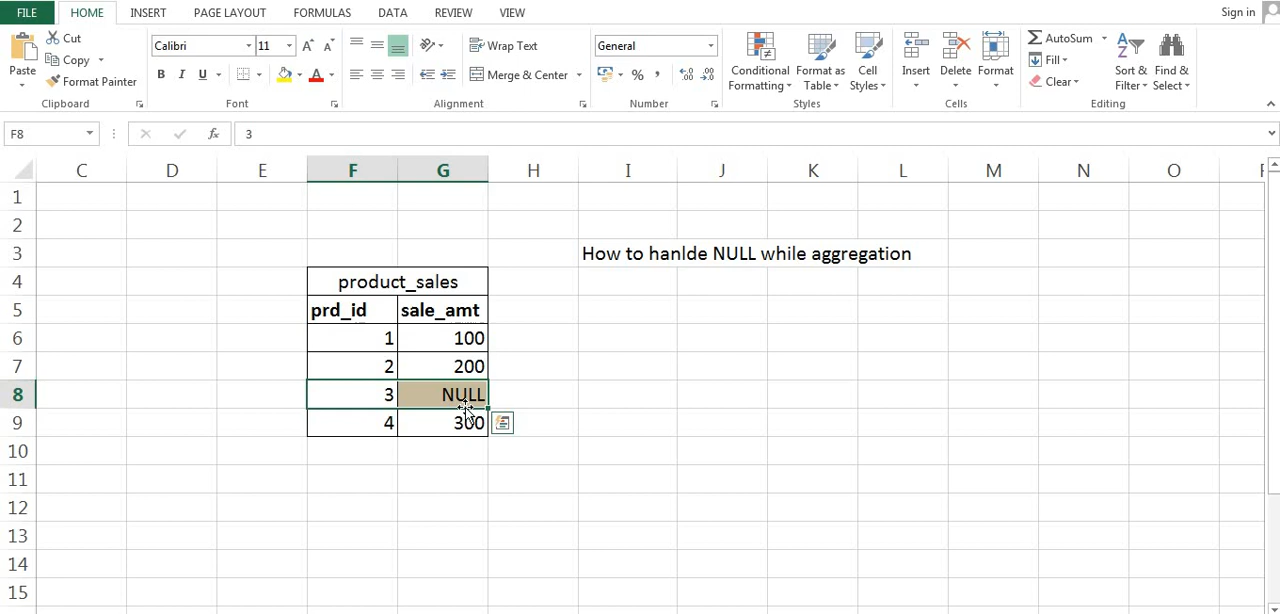 FILE HOME INSERT PAGE LAYOUT FORMULAS DATA REVIEW VIEW Sign in
Cut Calibri 11 A A Wrap Text General AutoSum
Copy Fill
Paste Format Painter B I U A Merge & Center % , Conditional Formatting Format as Table Cell Styles Insert Delete Format Clear Sort & Filter Find & Select
Clipboard Font Alignment Number Styles Cells Editing
F8 fx 3
C D E F G H I J K L M N O
1
2
3 How to hanlde NULL while aggregation
4 product_sales
5 prd_id sale_amt
6 1 100
7 2 200
8 3 NULL
9 4 300
10
11
12
13
14
15